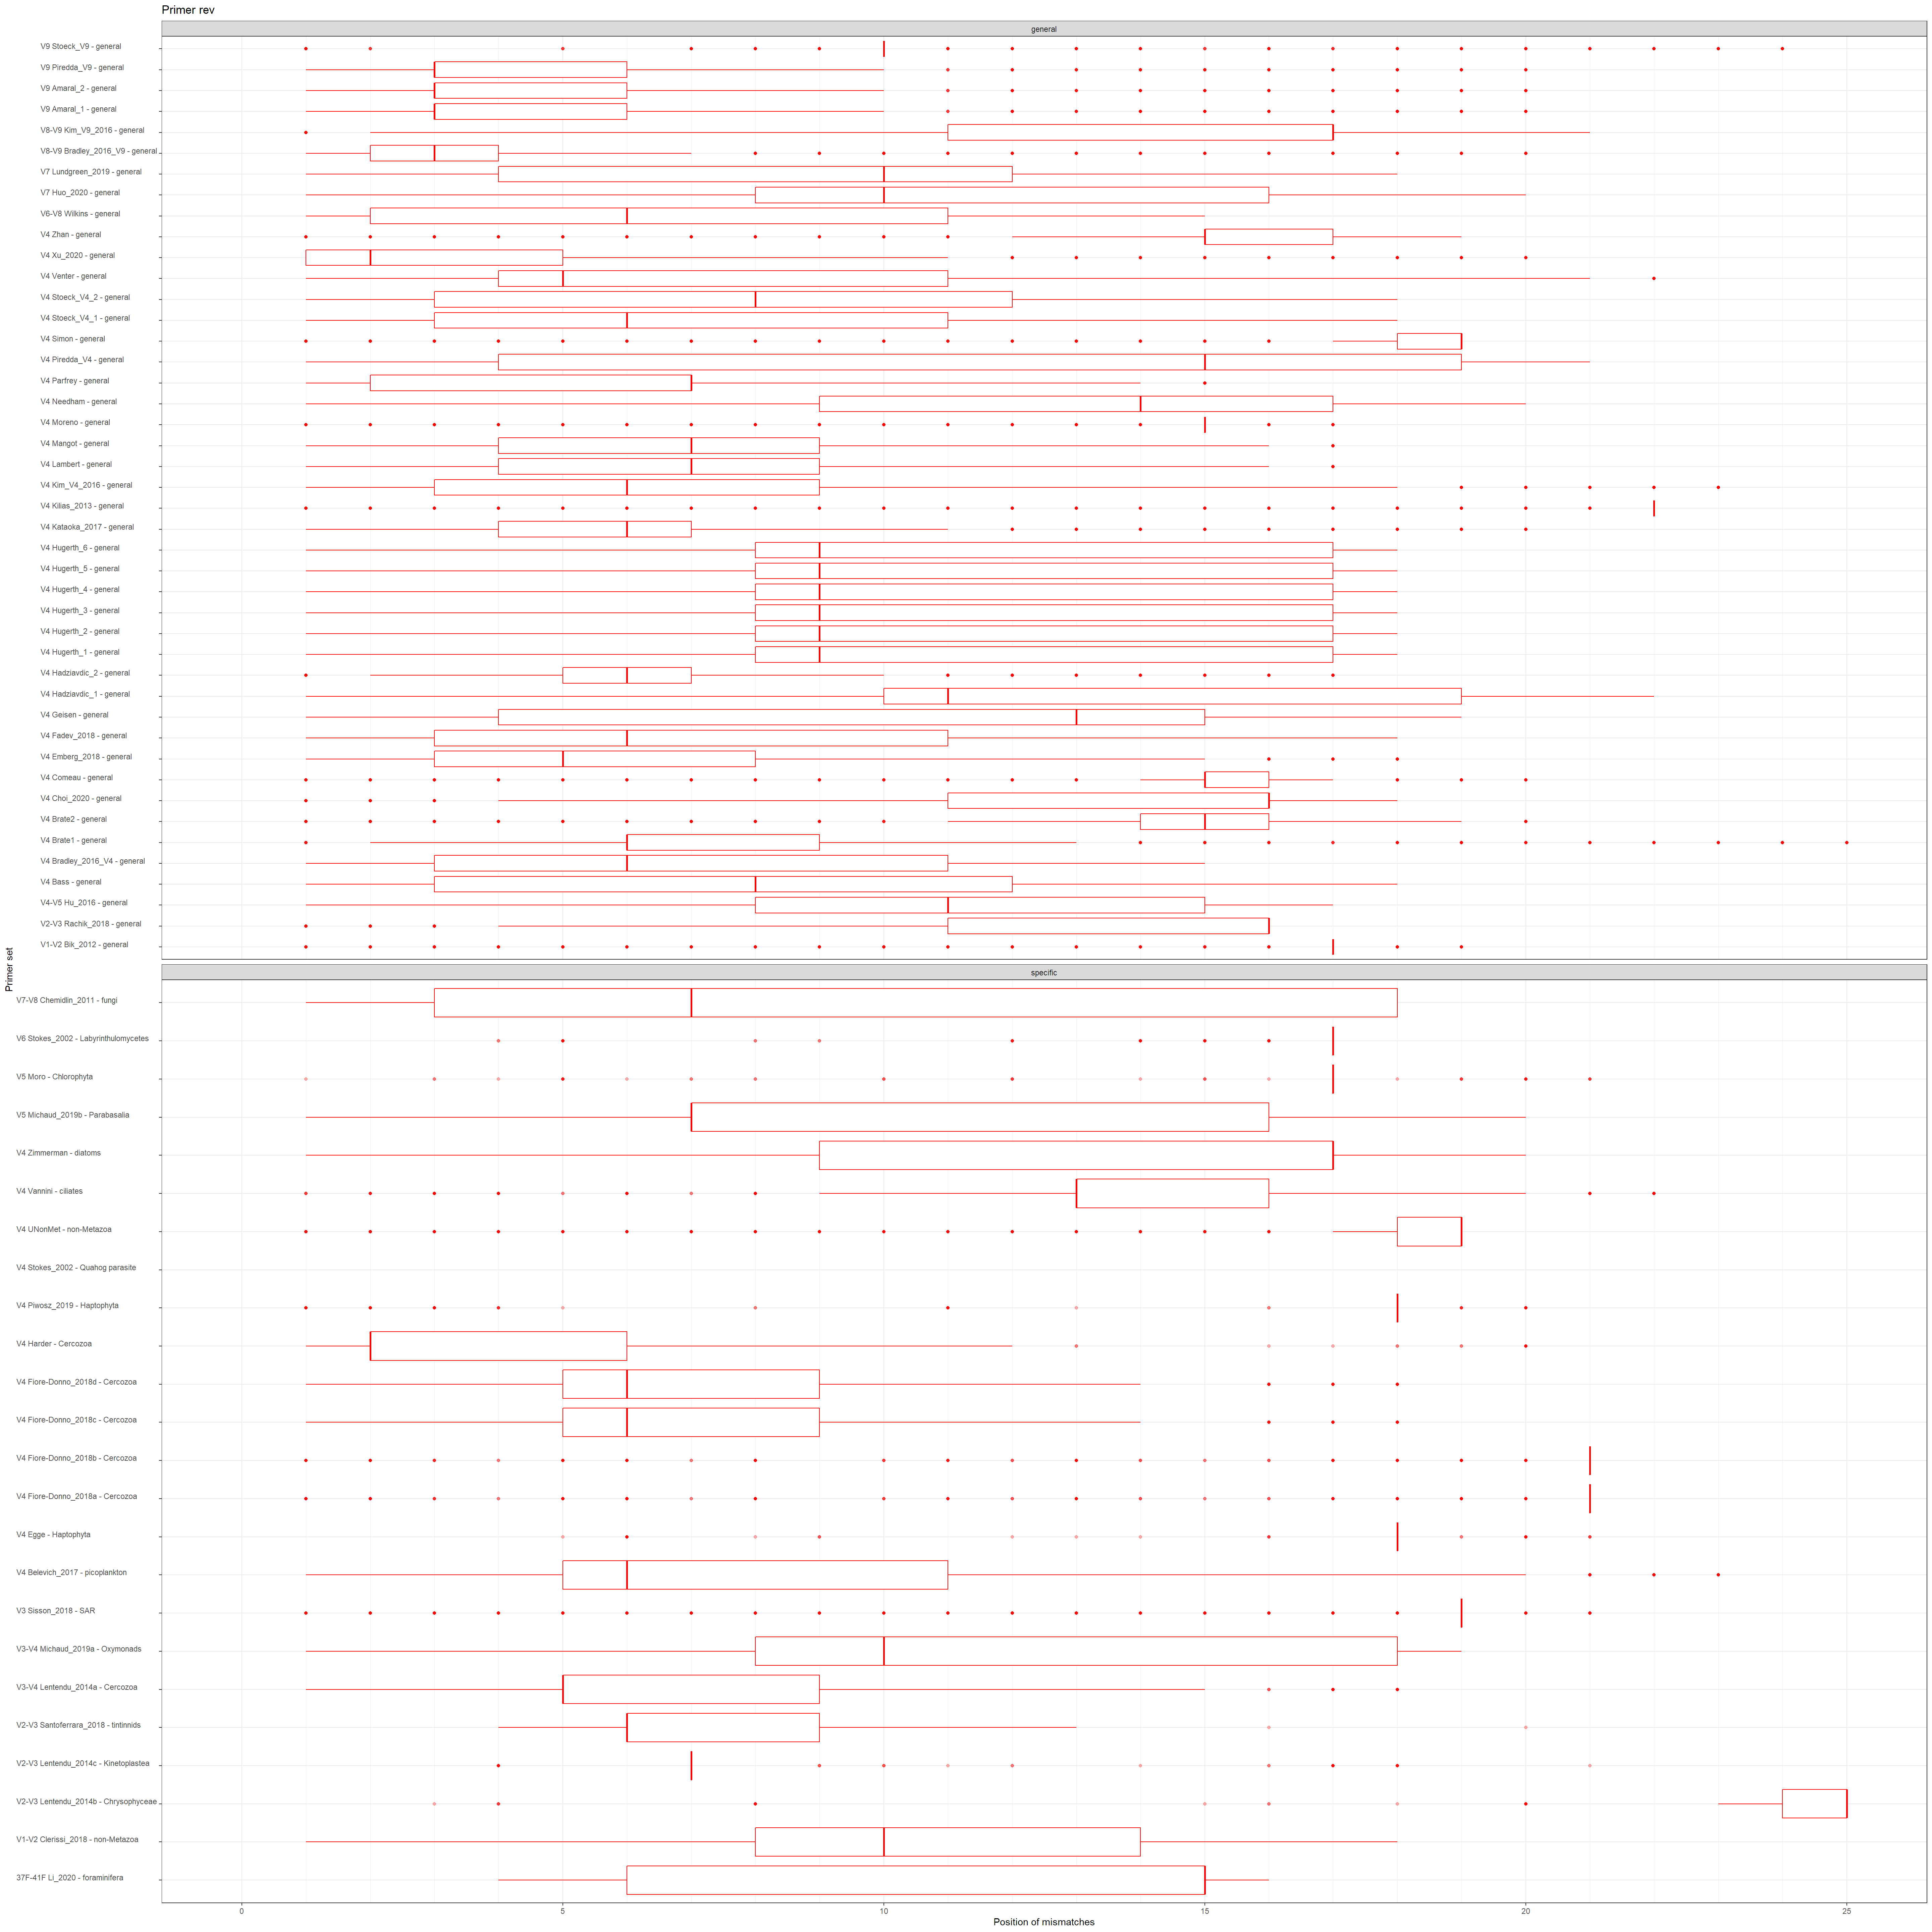 Primer rev
general
V9 Stoeck_V9 - general
V9 Piredda_V9 - general
V9 Amaral_2 - general
V9 Amaral_1 - general
V8-V9 Kim_V9_2016 - general
V8-V9 Bradley_2016_V9 - general
V7 Lundgreen_2019 - general
V7 Huo_2020 - general
V6-V8 Wilkins - general
V4 Zhan - general
V4 Xu_2020 - general
V4 Venter - general
V4 Stoeck_V4_2 - general
V4 Stoeck_V4_1 - general
V4 Simon - general
V4 Piredda_V4 - general
V4 Parfrey - general
V4 Needham - general
V4 Moreno - general
V4 Mangot - general
V4 Lambert - general
V4 Kim_V4_2016 - general
V4 Kilias_2013 - general
V4 Kataoka_2017 - general
V4 Hugerth_6 - general
V4 Hugerth_5 - general
V4 Hugerth_4 - general
V4 Hugerth_3 - general
V4 Hugerth_2 - general
V4 Hugerth_1 - general
V4 Hadziavdic_2 - general
V4 Hadziavdic_1 - general
V4 Geisen - general
V4 Fadev_2018 - general
V4 Emberg_2018 - general
V4 Comeau - general
V4 Choi_2020 - general
V4 Brate2 - general
V4 Brate1 - general
V4 Bradley_2016_V4 - general
V4 Bass - general
V4-V5 Hu_2016 - general
V2-V3 Rachik_2018 - general
V1-V2 Bik_2012 - general
Primer set
specific
V7-V8 Chemidlin_2011 - fungi
V6 Stokes_2002 - Labyrinthulomycetes
V5 Moro - Chlorophyta
V5 Michaud_2019b - Parabasalia
V4 Zimmerman - diatoms
V4 Vannini - ciliates
V4 UNonMet - non-Metazoa
V4 Stokes_2002 - Quahog parasite
V4 Piwosz_2019 - Haptophyta
V4 Harder - Cercozoa
V4 Fiore-Donno_2018d - Cercozoa
V4 Fiore-Donno_2018c - Cercozoa
V4 Fiore-Donno_2018b - Cercozoa
V4 Fiore-Donno_2018a - Cercozoa
V4 Egge - Haptophyta
V4 Belevich_2017 - picoplankton
V3 Sisson_2018 - SAR
V3-V4 Michaud_2019a - Oxymonads
V3-V4 Lentendu_2014a - Cercozoa
V2-V3 Santoferrara_2018 - tintinnids
V2-V3 Lentendu_2014c - Kinetoplastea
V2-V3 Lentendu_2014b - Chrysophyceae
V1-V2 Clerissi_2018 - non-Metazoa
37F-41F Li_2020 - foraminifera
0 5 10 15 20 25
Position of mismatches